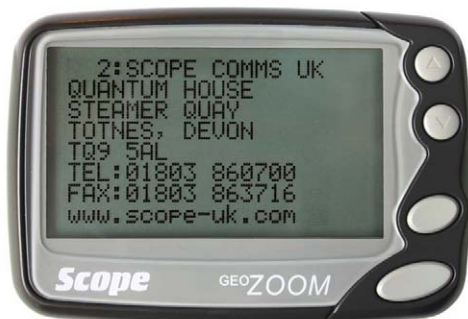 2:SCOPE COMMS UK
QUANTUM HOUSE
STEAMER QUAY
TOTNES, DEVON
TQ9 5AL
TEL:01803 860700
FAX:01803 863716
www.scope-uk.com
Scope GEOZOOM